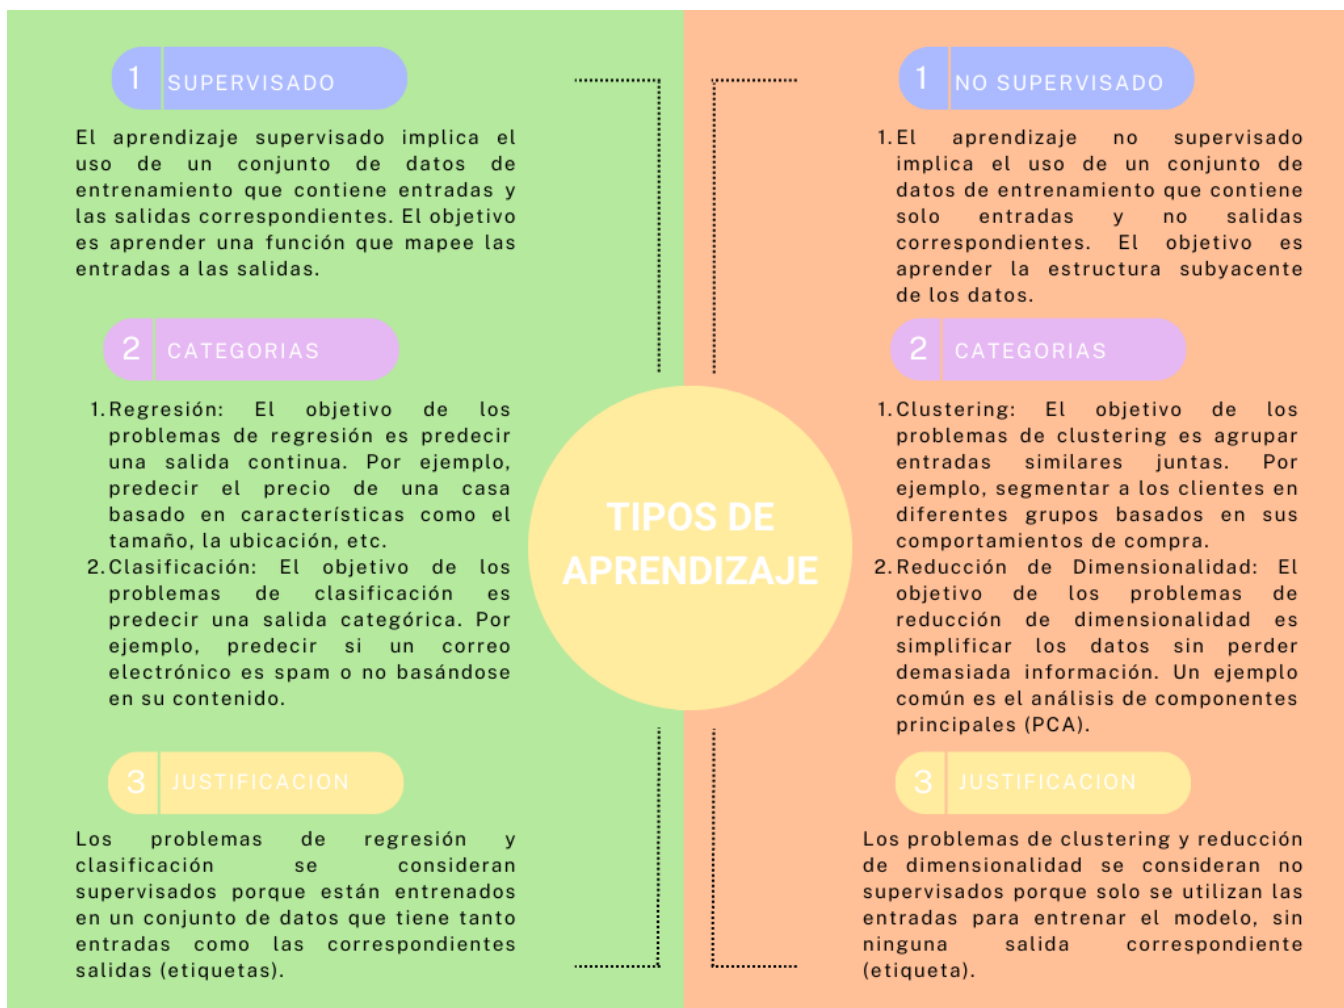 1 SUPERVISADO
El aprendizaje supervisado implica el
uso de un conjunto de datos de
entrenamiento que contiene entradas y
las salidas correspondientes. El objetivo
es aprender una función que mapee las
entradas a las salidas.
2 CATEGORIAS
1. Regresión: El objetivo de los
problemas de regresión es predecir
una salida continua. Por ejemplo,
predecir el precio de una casa
basado en características como el
tamaño, la ubicación, etc.
2. Clasificación: El objetivo de los
problemas de clasificación es
predecir una salida categórica. Por
ejemplo, predecir si un correo
electrónico es spam o no basándose
en su contenido.
3 JUSTIFICACION
Los problemas de regresión y
clasificación se consideran
supervisados porque están entrenados
en un conjunto de datos que tiene tanto
entradas como las correspondientes
salidas (etiquetas).
TIPOS DE
APRENDIZAJE
1 NO SUPERVISADO
1. El aprendizaje no supervisado
implica el uso de un conjunto de
datos de entrenamiento que contiene
solo entradas y no salidas
correspondientes. El objetivo es
aprender la estructura subyacente
de los datos.
2 CATEGORIAS
1. Clustering: El objetivo de los
problemas de clustering es agrupar
entradas similares juntas. Por
ejemplo, segmentar a los clientes en
diferentes grupos basados en sus
comportamientos de compra.
2. Reducción de Dimensionalidad: El
objetivo de los problemas de
reducción de dimensionalidad es
simplificar los datos sin perder
demasiada información. Un ejemplo
común es el análisis de componentes
principales (PCA).
3 JUSTIFICACION
Los problemas de clustering y reducción
de dimensionalidad se consideran no
supervisados porque solo se utilizan las
entradas para entrenar el modelo, sin
ninguna salida correspondiente
(etiqueta).